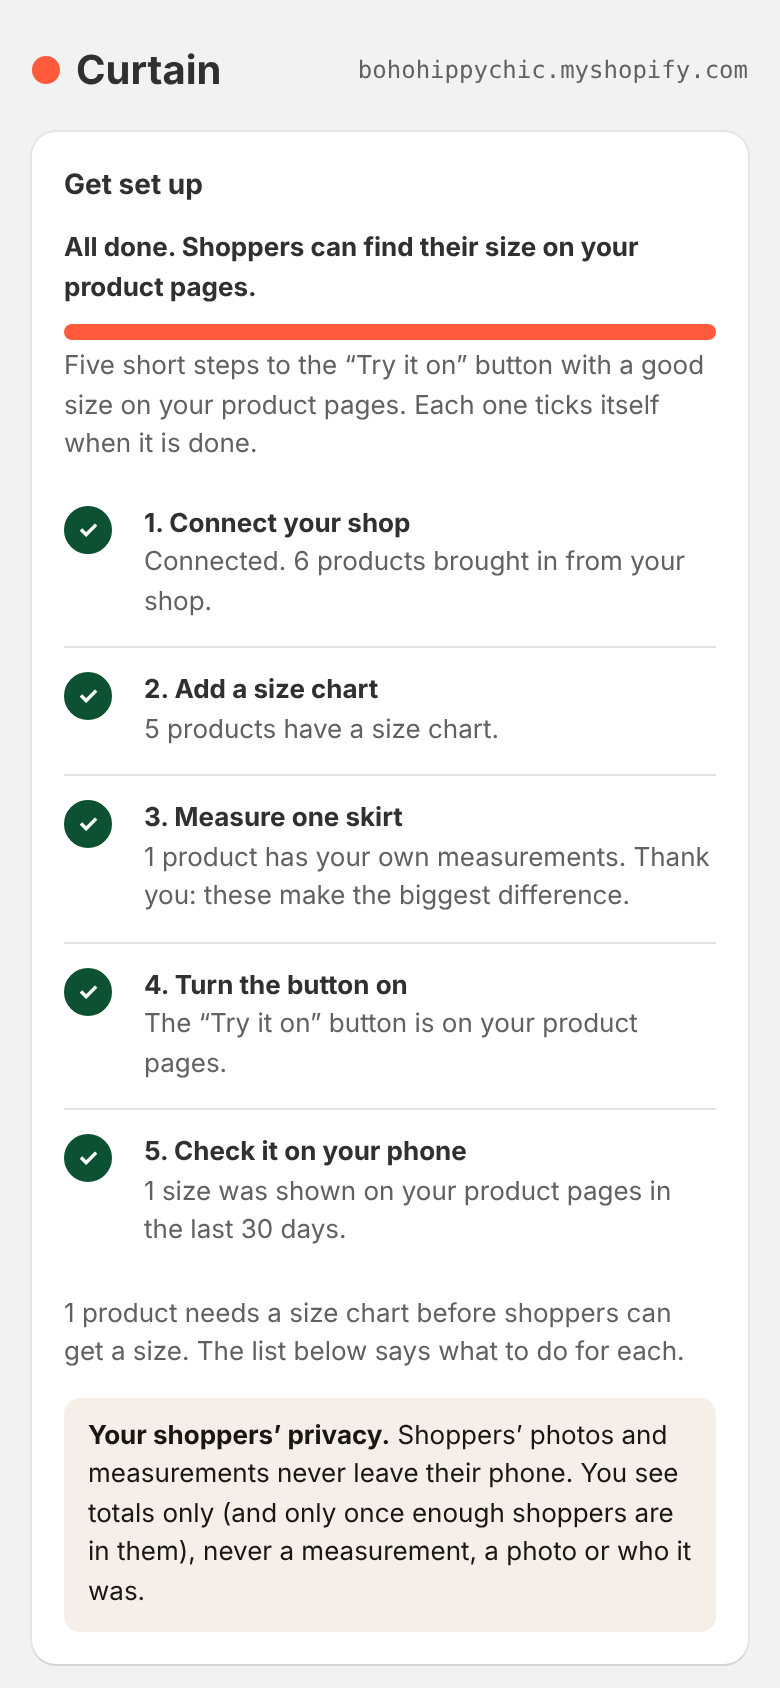 Curtain
bohohippychic.myshopify.com
Get set up
All done. Shoppers can find their size on your
product pages.
Five short steps to the “Try it on” button with a good
size on your product pages. Each one ticks itself
when it is done.
1. Connect your shop
Connected. 6 products brought in from your
shop.
2. Add a size chart
5 products have a size chart.
3. Measure one skirt
1 product has your own measurements. Thank
you: these make the biggest difference.
4. Turn the button on
The “Try it on” button is on your product
pages.
5. Check it on your phone
1 size was shown on your product pages in
the last 30 days.
1 product needs a size chart before shoppers can
get a size. The list below says what to do for each.
Your shoppers’ privacy. Shoppers’ photos and
measurements never leave their phone. You see
totals only (and only once enough shoppers are
in them), never a measurement, a photo or who it
was.